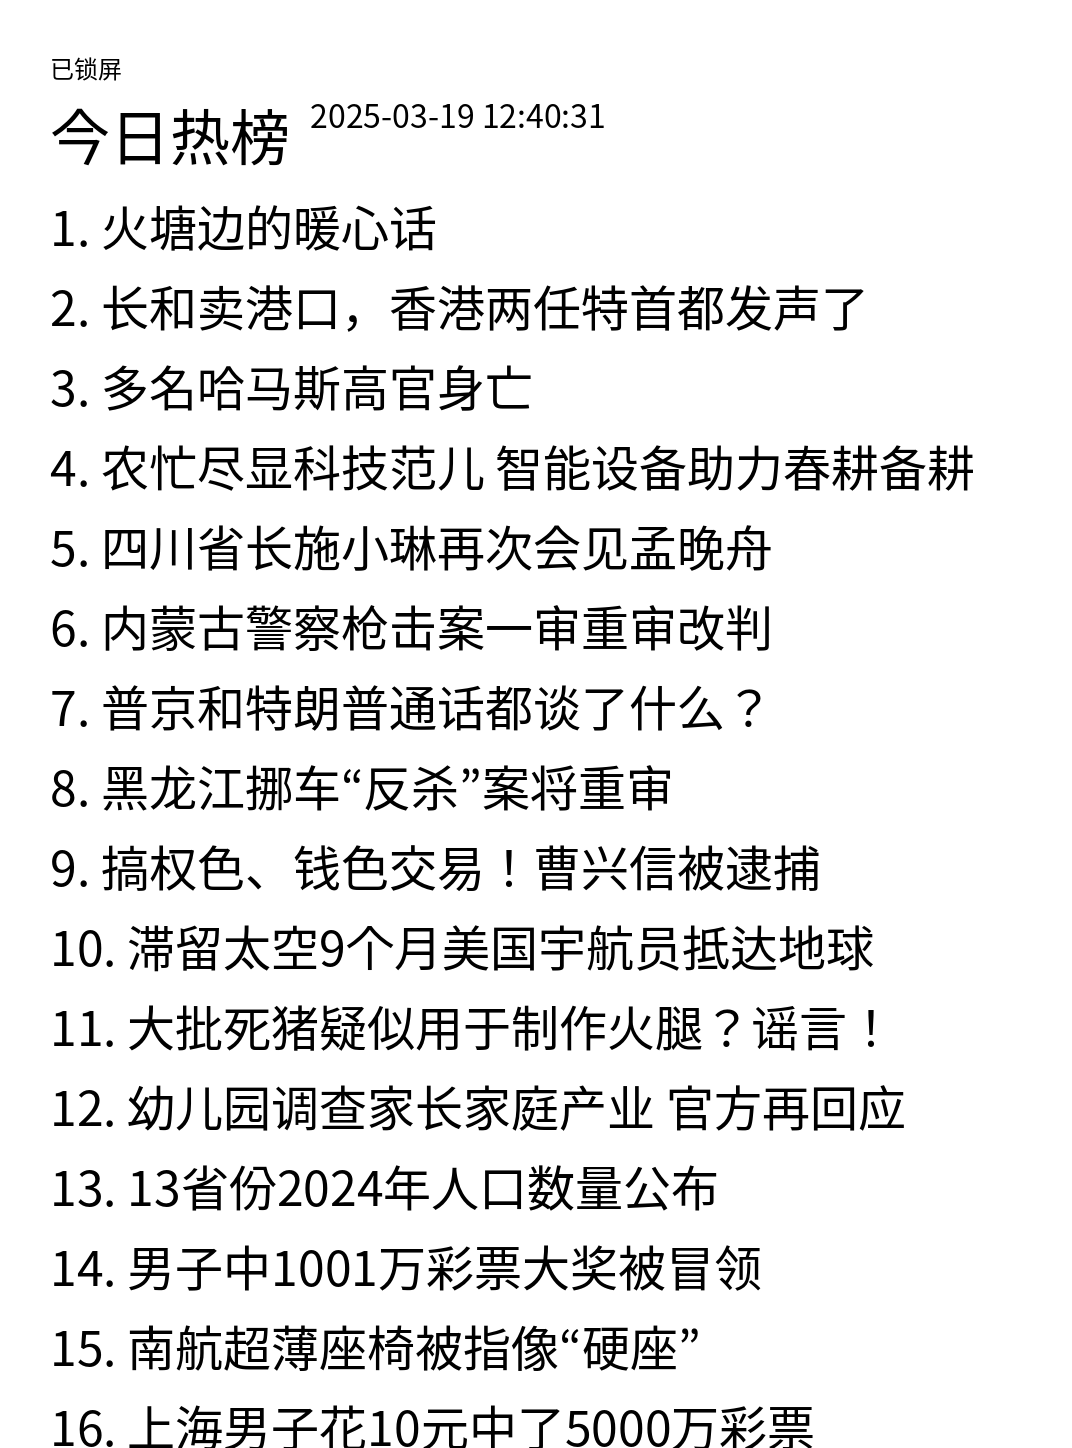 已锁屏
今日热榜 2025-03-19 12:40:31
1. 火塘边的暖心话
2. 长和卖港口，香港两任特首都发声了
3. 多名哈马斯高官身亡
4. 农忙尽显科技范儿 智能设备助力春耕备耕
5. 四川省长施小琳再次会见孟晚舟
6. 内蒙古警察枪击案一审重审改判
7. 普京和特朗普通话都谈了什么？
8. 黑龙江挪车“反杀”案将重审
9. 搞权色、钱色交易！曹兴信被逮捕
10. 滞留太空9个月美国宇航员抵达地球
11. 大批死猪疑似用于制作火腿？谣言！
12. 幼儿园调查家长家庭产业 官方再回应
13. 13省份2024年人口数量公布
14. 男子中1001万彩票大奖被冒领
15. 南航超薄座椅被指像“硬座”
16. 上海男子花10元中了5000万彩票